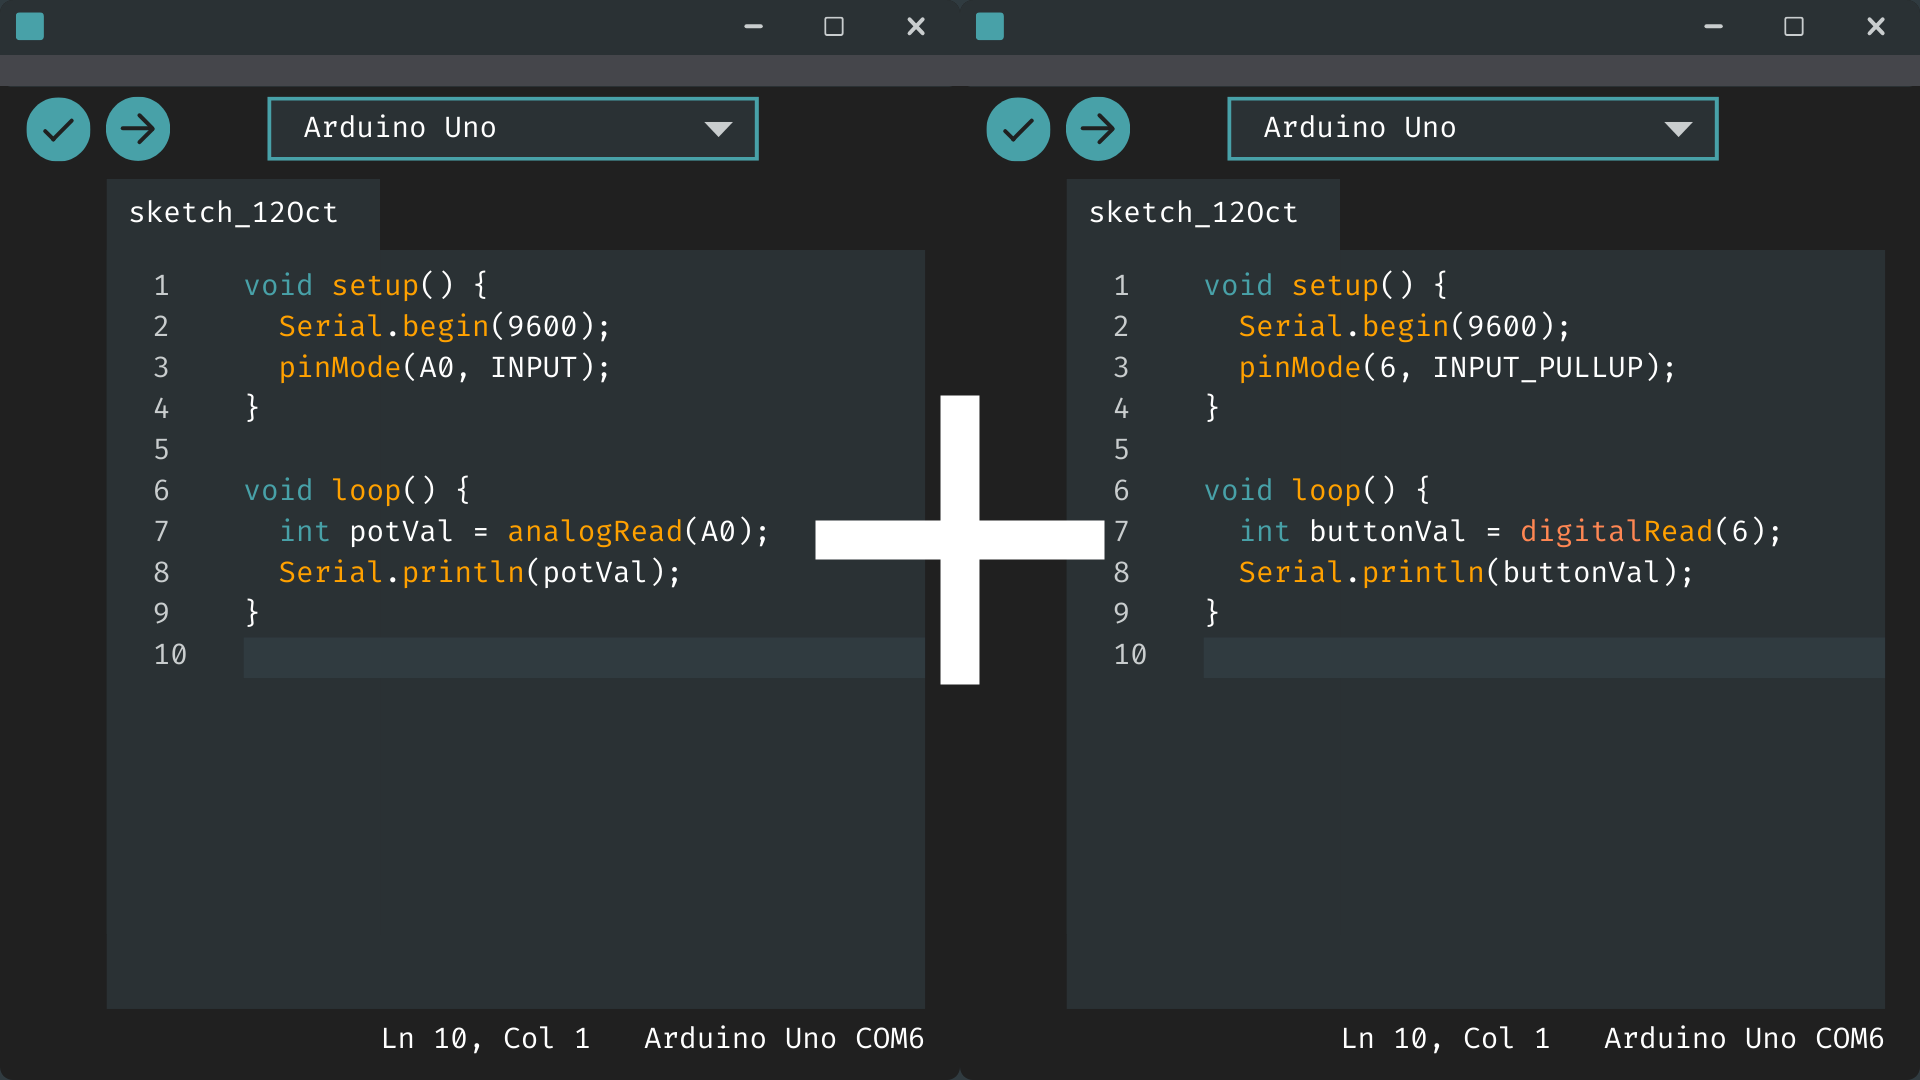 Arduino Uno
sketch_12Oct
1 void setup() {
2 Serial.begin(9600);
3 pinMode(A0, INPUT);
4 }
5
6 void loop() {
7 int potVal = analogRead(A0);
8 Serial.println(potVal);
9 }
10
Ln 10, Col 1 Arduino Uno COM6
Arduino Uno
sketch_12Oct
1 void setup() {
2 Serial.begin(9600);
3 pinMode(6, INPUT_PULLUP);
4 }
5
6 void loop() {
7 int buttonVal = digitalRead(6);
8 Serial.println(buttonVal);
9 }
10
Ln 10, Col 1 Arduino Uno COM6